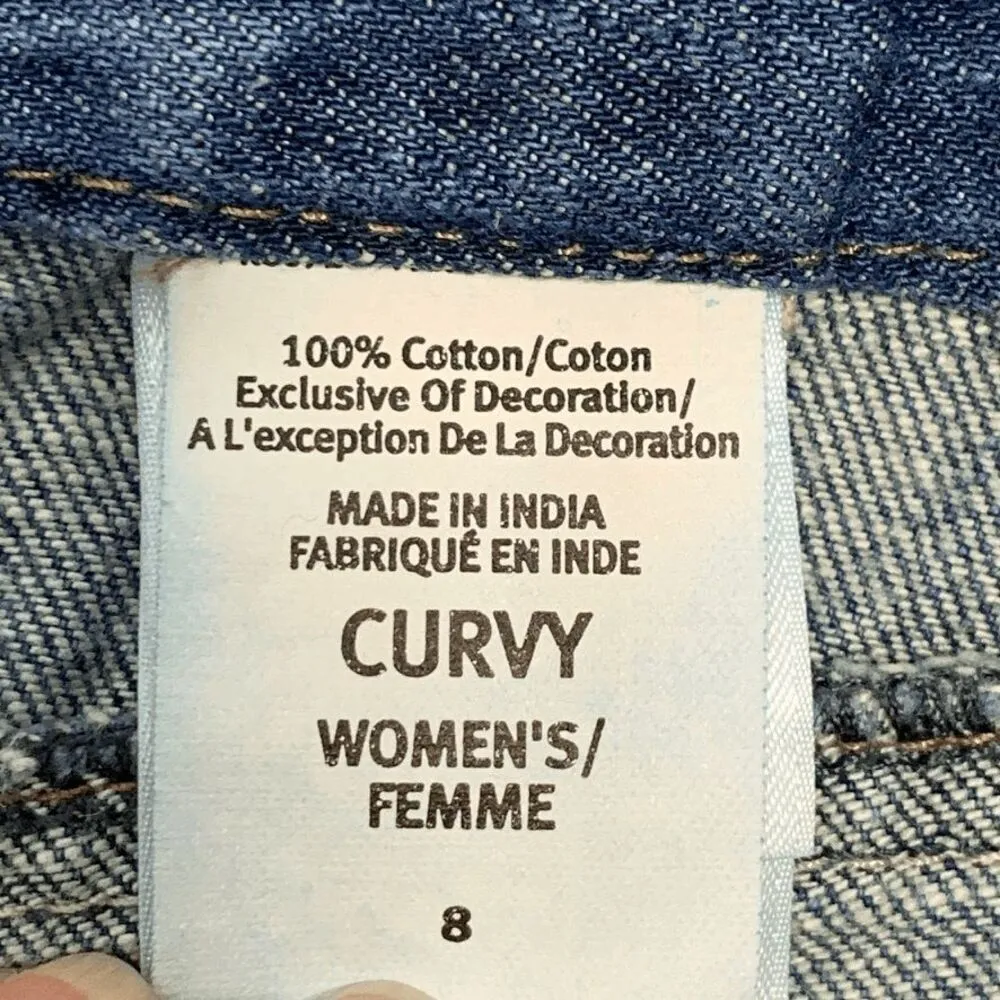 100% Cotton/Coton
Exclusive Of Decoration/
A L'exception De La Decoration
MADE IN INDIA
FABRIQUÉ EN INDE
CURVY
WOMEN'S/
FEMME
8